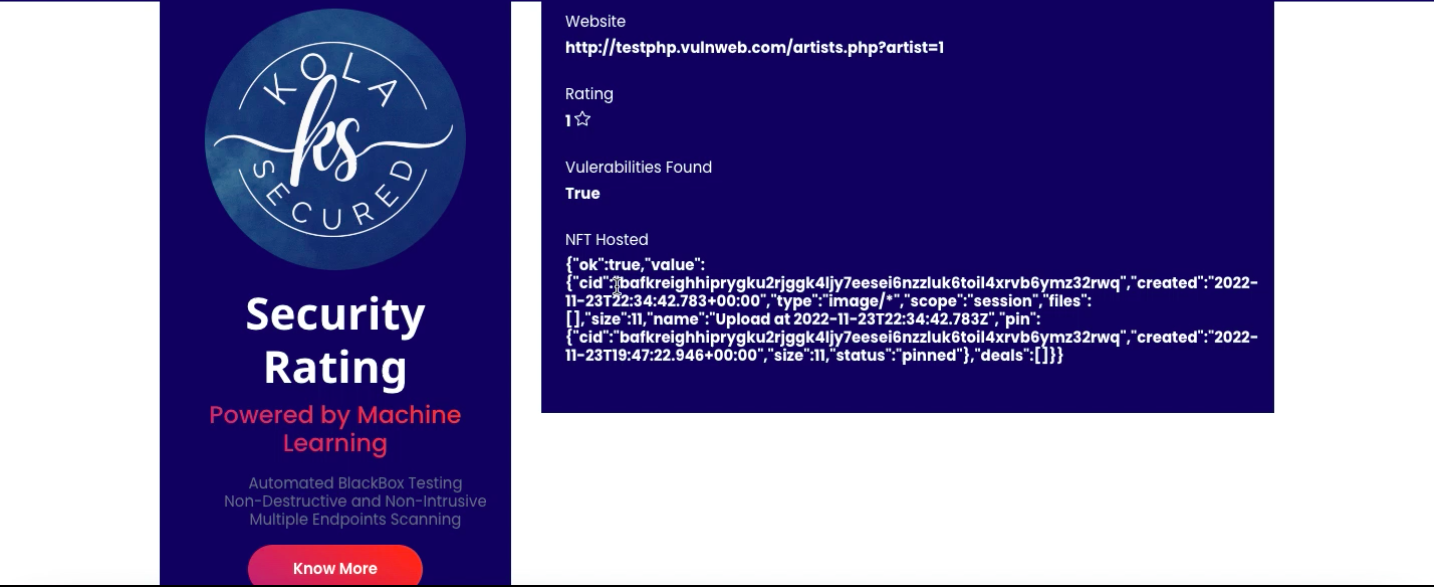 KOLA
ks
SECURED
Security
Rating
Powered by Machine
Learning
Automated BlackBox Testing
Non-Destructive and Non-Intrusive
Multiple Endpoints Scanning
Know More
Website
http://testphp.vulnweb.com/artists.php?artist=1
Rating
1
Vulerabilities Found
True
NFT Hosted
{"ok":true,"value":
{"cid":"bafkreighhiprygku2rjggk4ljy7eesei6nzzluk6toil4xrvb6ymz32rwq","created":"2022-
11-23T22:34:42.783+00:00","type":"image/*","scope":"session","files":
[],"size":11,"name":"Upload at 2022-11-23T22:34:42.783Z","pin":
{"cid":"bafkreighhiprygku2rjggk4ljy7eesei6nzzluk6toil4xrvb6ymz32rwq","created":"2022-
11-23T19:47:22.946+00:00","size":11,"status":"pinned"},"deals":[]}}